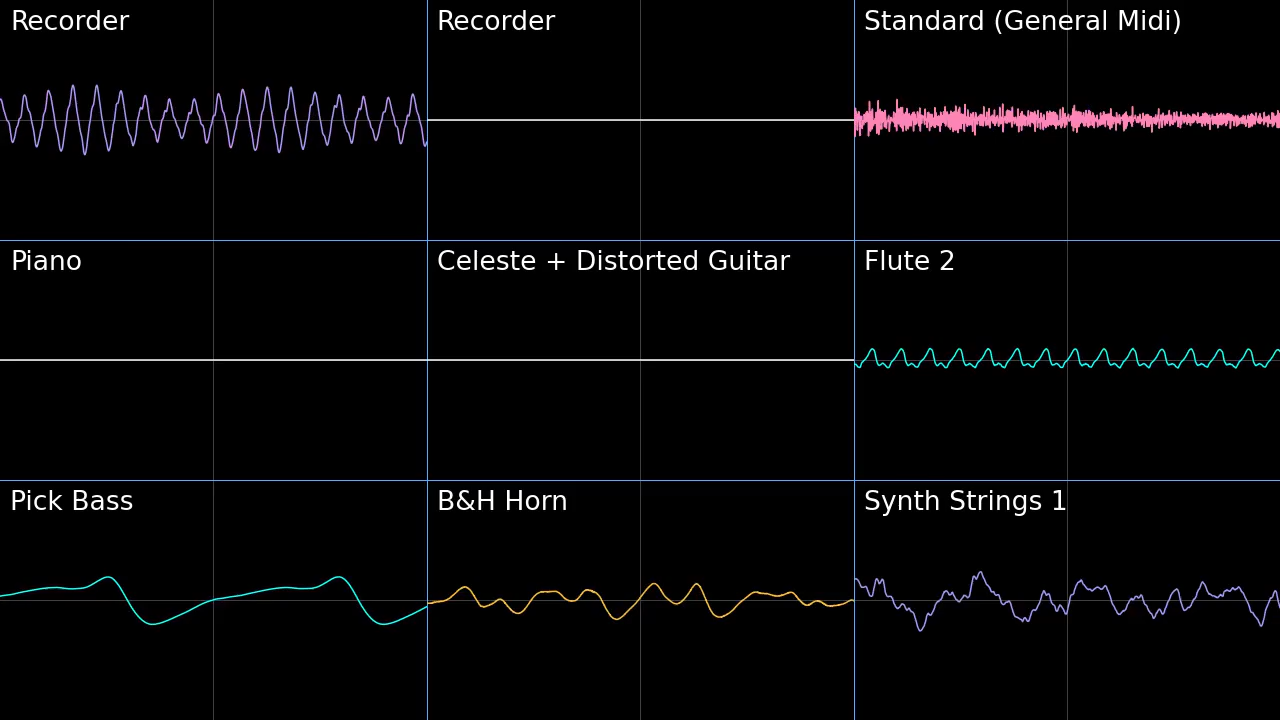 Recorder
Recorder
Standard (General Midi)
Piano
Celeste + Distorted Guitar
Flute 2
Pick Bass
B&H Horn
Synth Strings 1